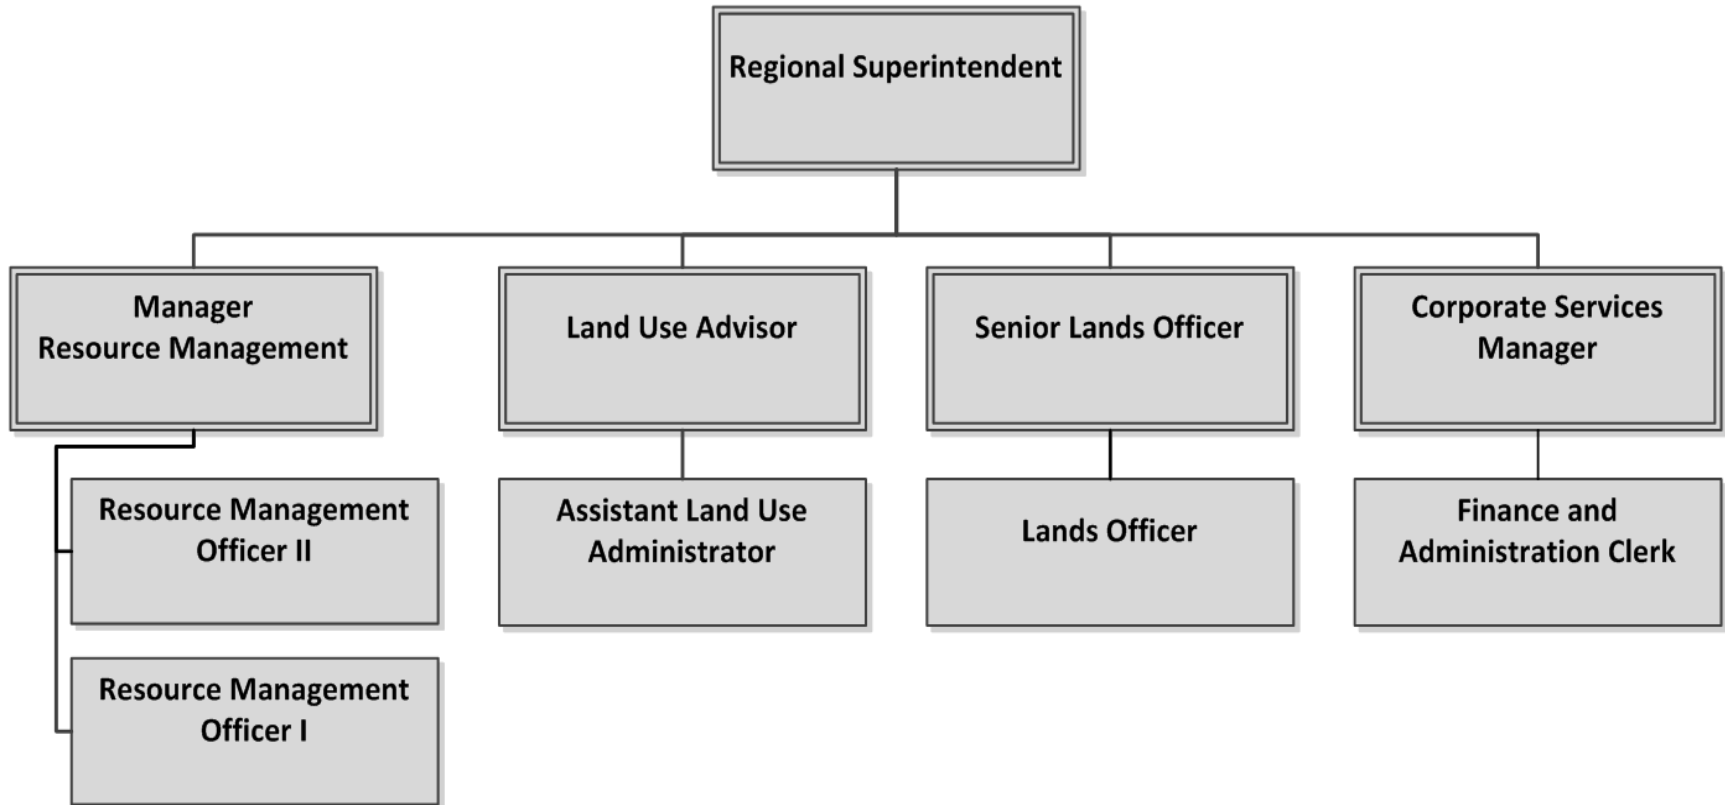 Regional Superintendent
Manager
Resource Management
Land Use Advisor
Senior Lands Officer
Corporate Services
Manager
Resource Management
Officer II
Assistant Land Use
Administrator
Lands Officer
Finance and
Administration Clerk
Resource Management
Officer I